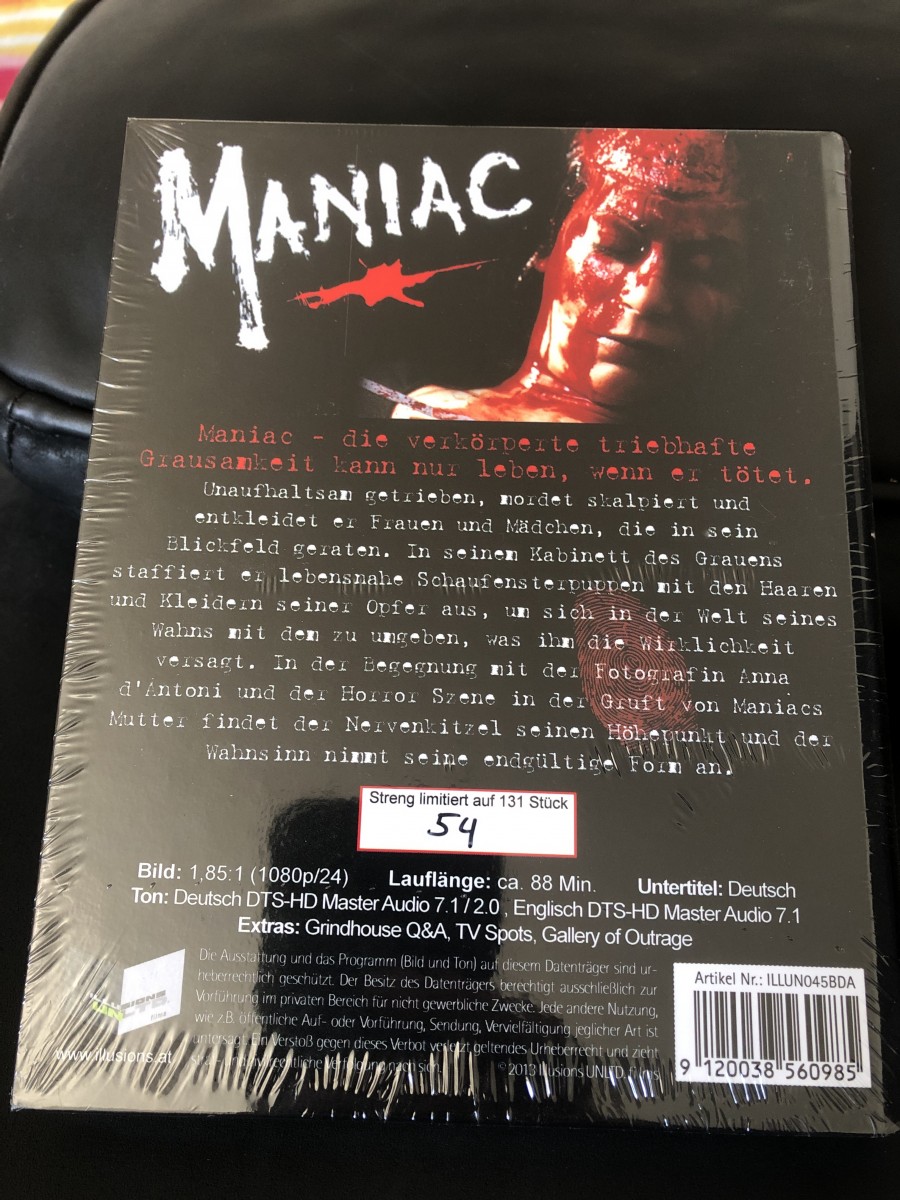 MANIAC
Maniac - die verkörperte triebhafte
Grausamkeit kann nur leben, wenn er tötet.
Unaufhaltsam getrieben, mordet skalpiert und
entkleidet er Frauen und Mädchen, die in sein
Blickfeld geraten. In seinem Kabinett des Grauens
staffiert er lebensnahe Schaufensterpuppen mit den Haaren
und Kleidern seiner Opfer aus, um sich in der Welt seines
Wahns mit dem zu umgeben, was ihm die Wirklichkeit
versagt. In der Begegnung mit der Fotografin Anna
d'Antoni und der Horror Szene in der Gruft von Maniacs
Mutter findet der Nervenkitzel seinen Höhepunkt und der
Wahnsinn nimmt seine endgültige Form an.
Streng limitiert auf 131 Stück
54
Bild: 1,85:1 (1080p/24) Lauflänge: ca. 88 Min. Untertitel: Deutsch
Ton: Deutsch DTS-HD Master Audio 7.1 / 2.0 , Englisch DTS-HD Master Audio 7.1
Extras: Grindhouse Q&A, TV Spots, Gallery of Outrage
Die Ausstattung und das Programm (Bild und Ton) auf diesem Datenträger sind ur-
heberrechtlich geschützt. Der Besitz des Datenträgers berechtigt ausschließlich zur
Vorführung im privaten Bereich für nicht gewerbliche Zwecke. Jede andere Nutzung,
wie z.B. öffentliche Auf- oder Vorführung, Sendung, Vervielfältigung jeglicher Art ist
untersagt. Ein Verstoß gegen dieses Verbot verletzt geltendes Urheberrecht und zieht
straf- und zivilrechtliche Verfolgung nach sich. © 2013 Illusions UNLTD. films
ILLUSIONS
UNLTD.
films
www.illusions.at
Artikel Nr.: ILLUN045BDA
9 120038 560985